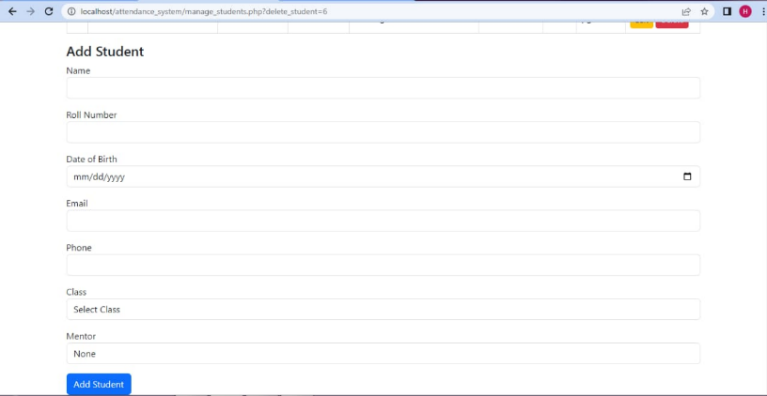 localhost/attendance_system/manage_students.php?delete_student=6
H
Add Student
Name
Roll Number
Date of Birth
mm/dd/yyyy
Email
Phone
Class
Select Class
Mentor
None
Add Student